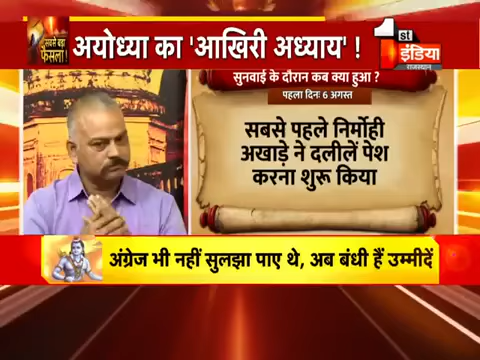 सबसे बड़ा
फैसला!
अयोध्या का 'आखिरी अध्याय' !
1st
इंडिया
राजस्थान
सुनवाई के दौरान कब क्या हुआ ?
पहला दिनः 6 अगस्त
सबसे पहले निर्मोही
अखाड़े ने दलीलें पेश
करना शुरू किया
अंग्रेज भी नहीं सुलझा पाए थे, अब बंधी हैं उम्मीदें